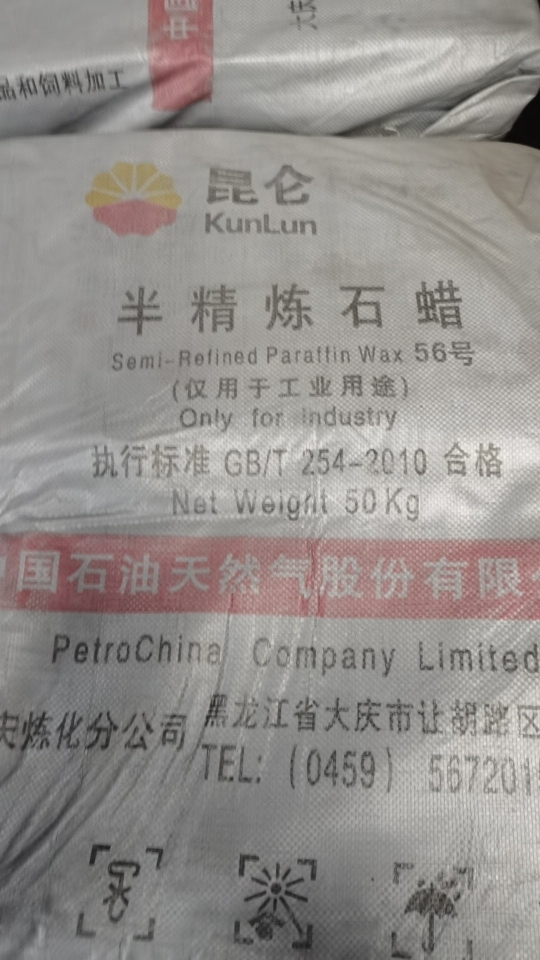 品和饲料加工
中国
昆仑
KunLun
半精炼石蜡
Semi-Refined Paraffin Wax 56号
(仅用于工业用途)
Only for industry
执行标准 GB/T 254-2010 合格
Net Weight 50Kg
国石油天然气股份有限
PetroChina Company Limited
庆炼化分公司
黑龙江省大庆市让胡路区
TEL: (0459) 567201